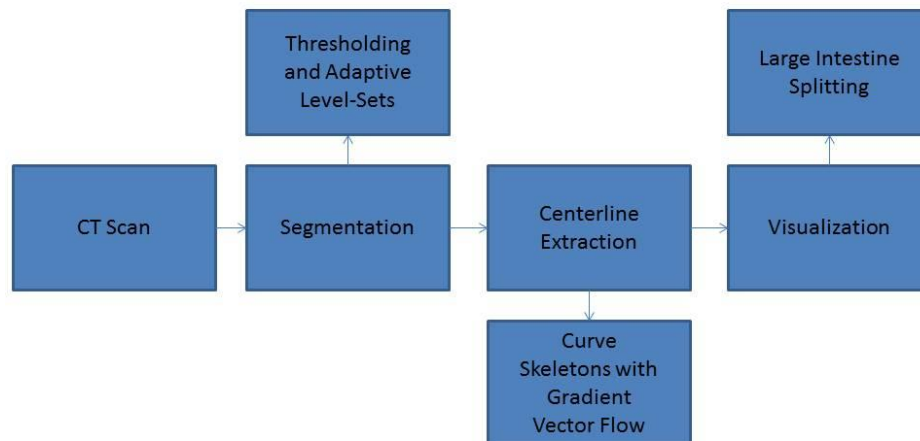 Thresholding
and Adaptive
Level-Sets
Large Intestine
Splitting
CT Scan
Segmentation
Centerline
Extraction
Visualization
Curve
Skeletons with
Gradient
Vector Flow